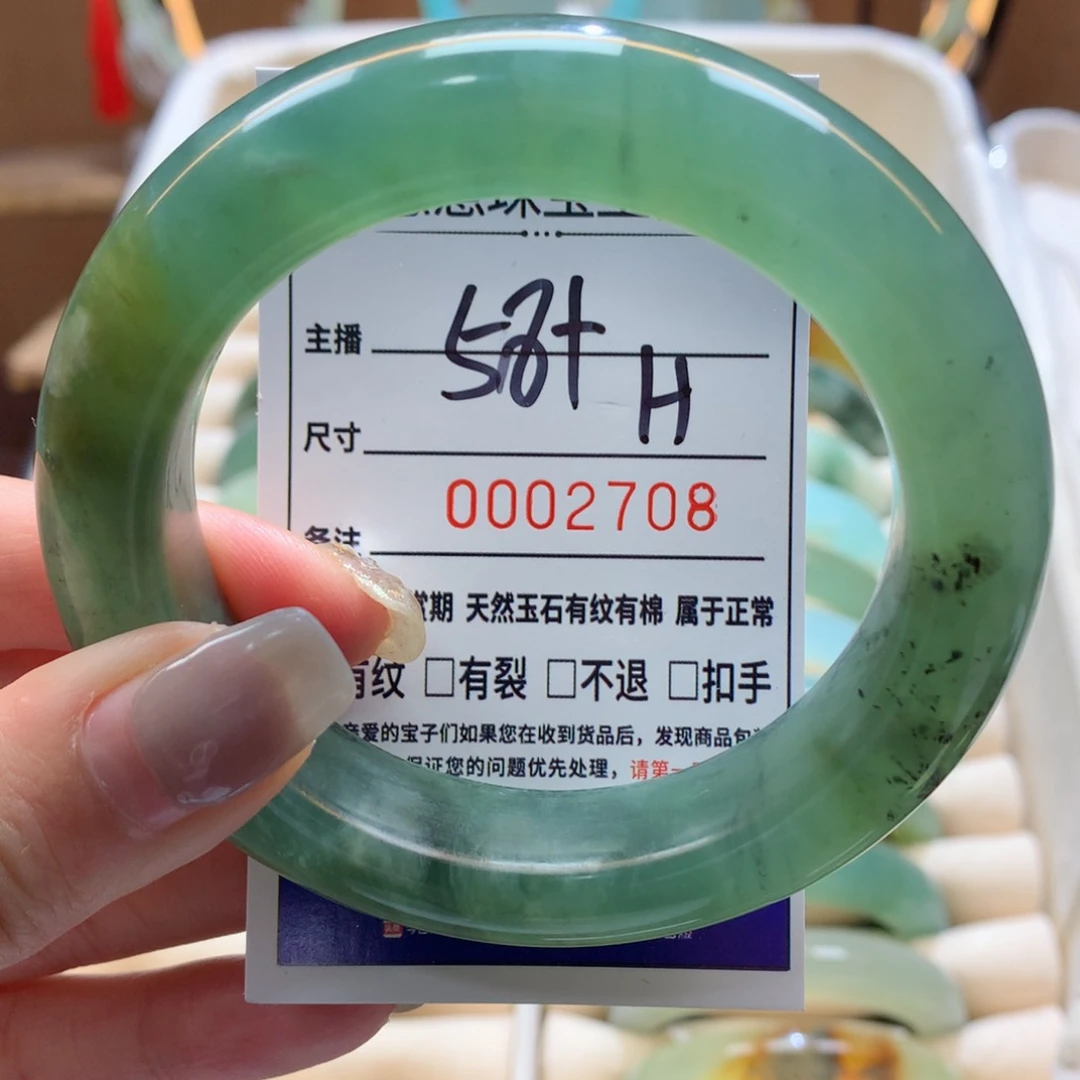 主播
尺寸
H
0002708
备注
天然玉石有纹有棉 属于正常
有纹 □有裂 □不退 □扣手
亲爱的宝子们如果您在收到货品后，发现商品包
保证您的问题优先处理，请第一